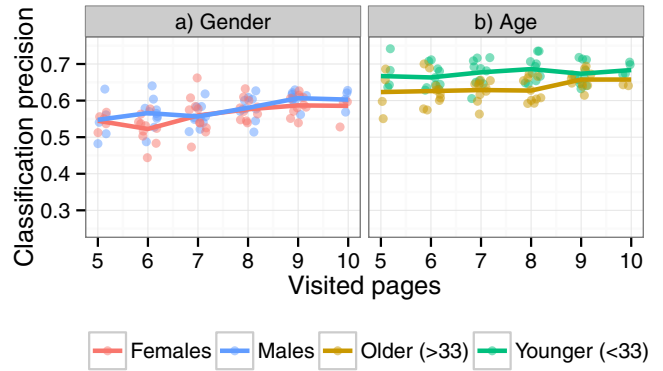 a) Gender
b) Age
Classification precision
0.7
0.6
0.5
0.4
0.3
5 6 7 8 9 10
5 6 7 8 9 10
Visited pages
Females Males Older (>33) Younger (<33)